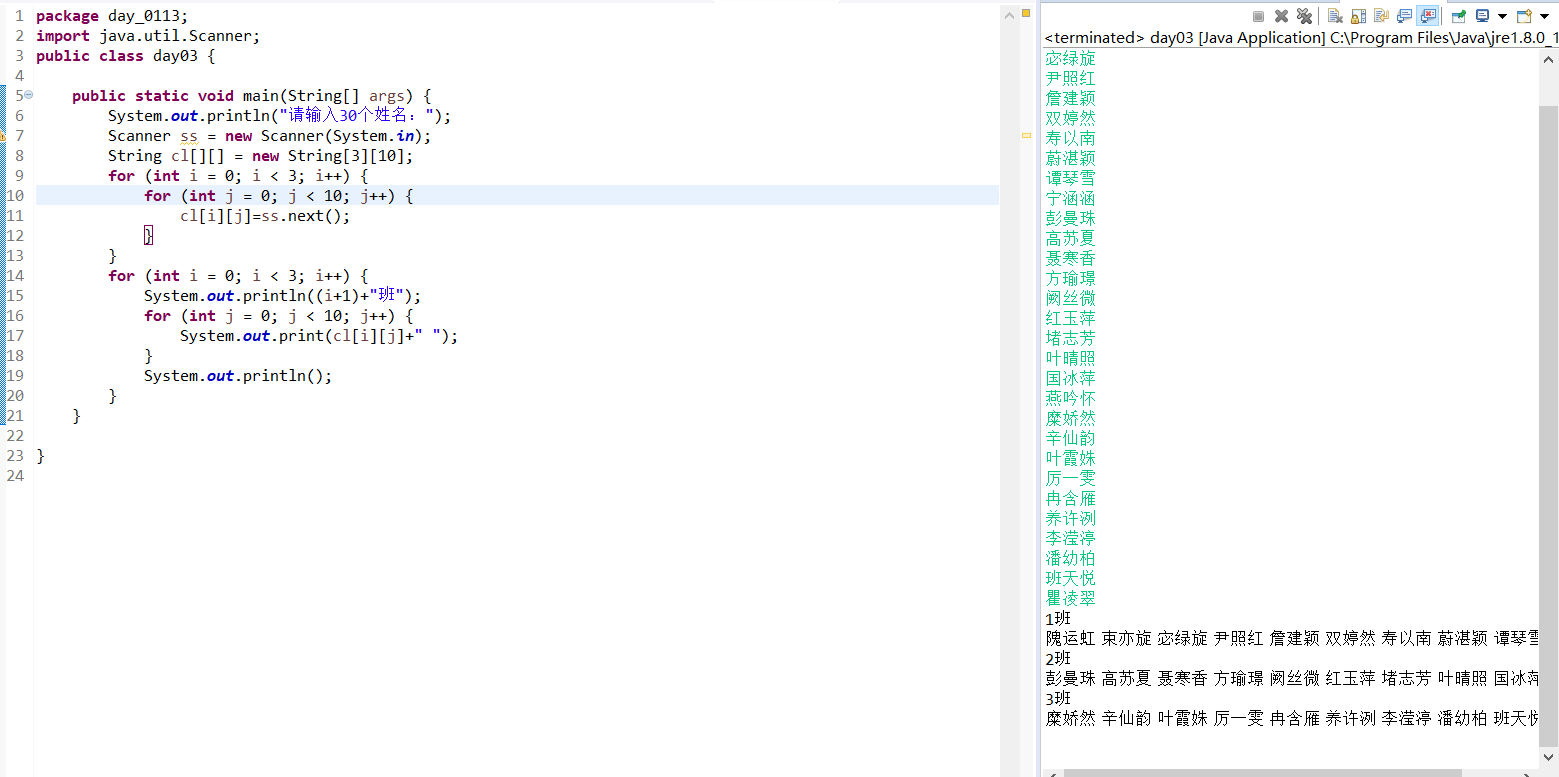 1 package day_0113;
2 import java.util.Scanner;
3 public class day03 {
4
5     public static void main(String[] args) {
6         System.out.println("请输入30个姓名：");
7         Scanner ss = new Scanner(System.in);
8         String cl[][] = new String[3][10];
9         for (int i = 0; i < 3; i++) {
10             for (int j = 0; j < 10; j++) {
11                 cl[i][j]=ss.next();
12             }
13         }
14         for (int i = 0; i < 3; i++) {
15             System.out.println((i+1)+"班");
16             for (int j = 0; j < 10; j++) {
17                 System.out.print(cl[i][j]+" ");
18             }
19             System.out.println();
20         }
21     }
22
23 }
24
<terminated> day03 [Java Application] C:\Program Files\Java\jre1.8.0_1
宓绿旋
尹照红
詹建颖
双婷然
寿以南
蔚湛颖
谭琴雪
宁涵涵
彭曼珠
高苏夏
聂寒香
方瑜璟
阙丝微
红玉萍
堵志芳
叶晴照
国冰萍
燕吟怀
糜娇然
辛仙韵
叶霞姝
厉一雯
冉含雁
养许洌
李滢渟
潘幼柏
班天悦
瞿凌翠
1班
隗运虹 束亦旋 宓绿旋 尹照红 詹建颖 双婷然 寿以南 蔚湛颖 谭琴雪
2班
彭曼珠 高苏夏 聂寒香 方瑜璟 阙丝微 红玉萍 堵志芳 叶晴照 国冰萍
3班
糜娇然 辛仙韵 叶霞姝 厉一雯 冉含雁 养许洌 李滢渟 潘幼柏 班天悦